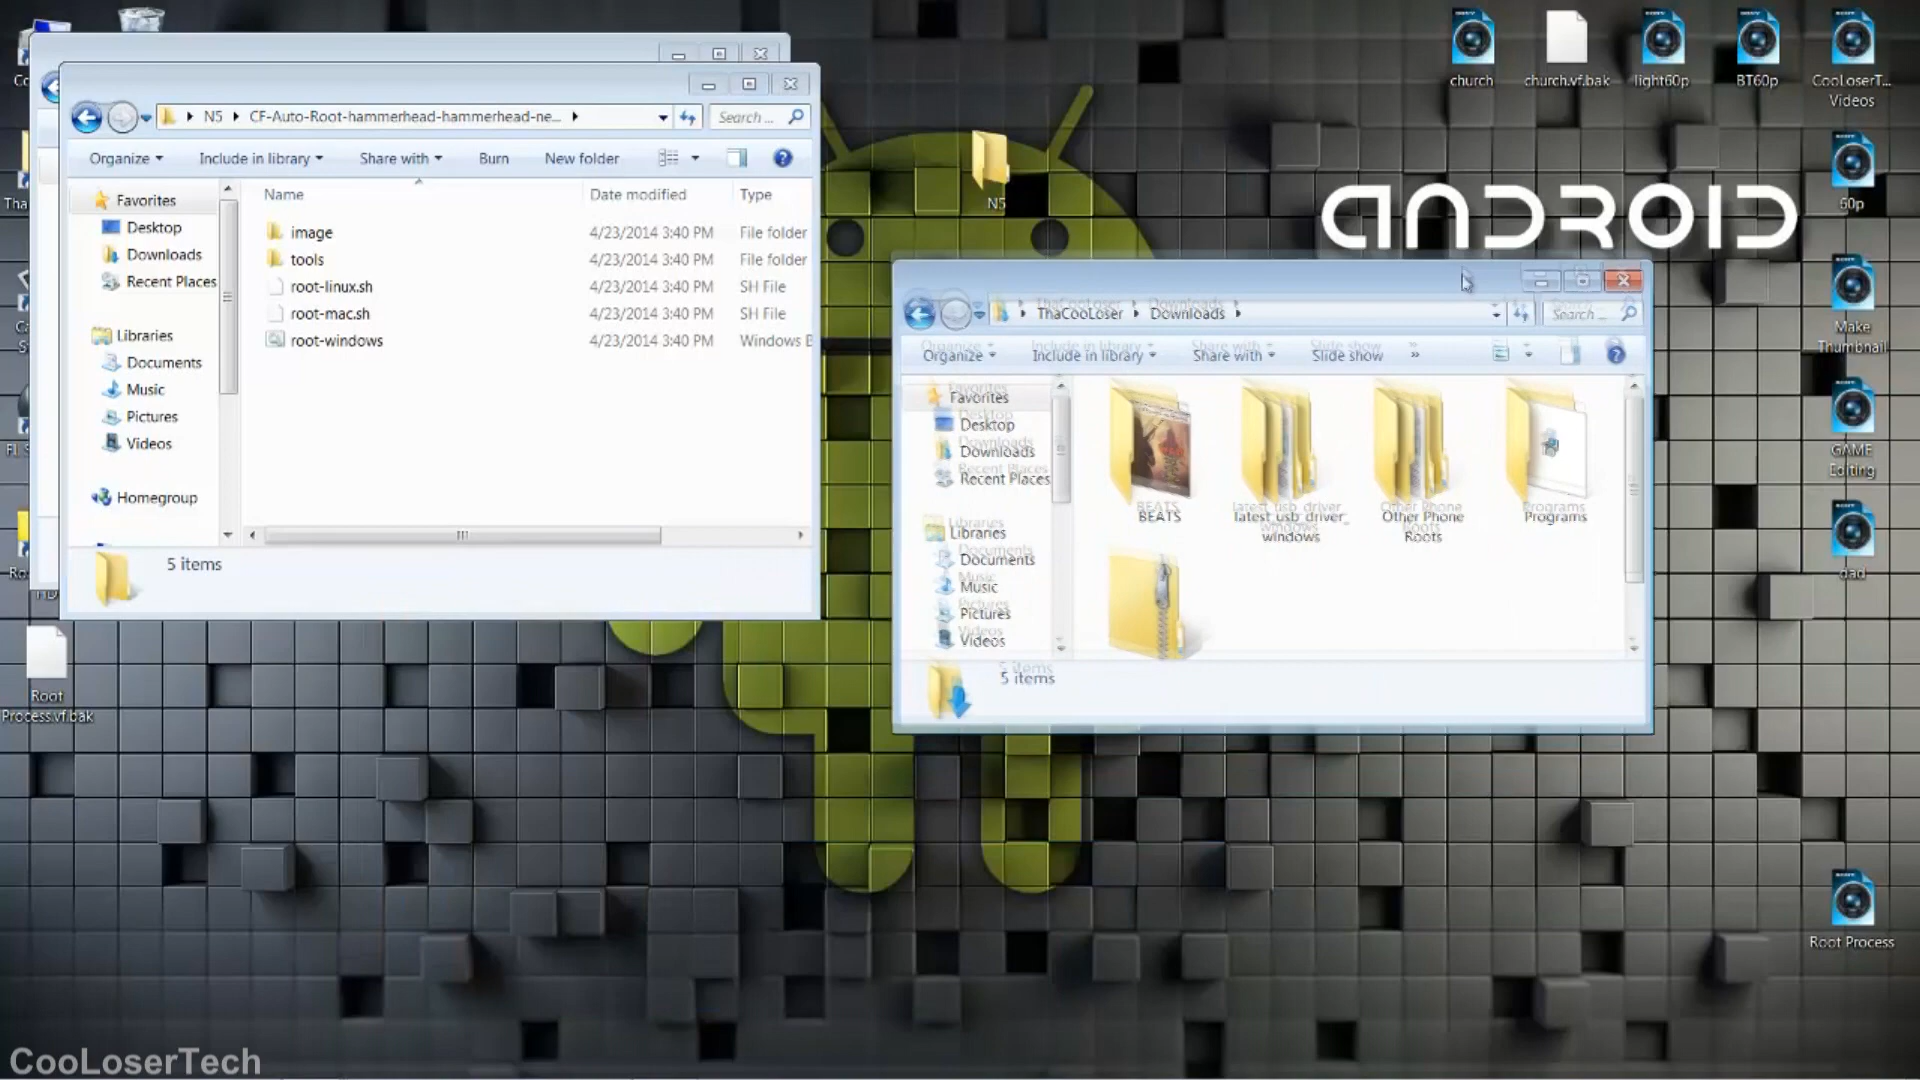 church
church.vf.bak
light60p
BT60p
CooLoserT...
Videos
60p
Make
Thumbnail
GAME
Editing
dad
Root Process
ANDROID
N5
N5 CF-Auto-Root-hammerhead-hammerhead-ne...
Search ...
Organize Include in library Share with Burn New folder
Name Date modified Type
Favorites
Desktop
Downloads
Recent Places
Libraries
Documents
Music
Pictures
Videos
Homegroup
image 4/23/2014 3:40 PM File folder
tools 4/23/2014 3:40 PM File folder
root-linux.sh 4/23/2014 3:40 PM SH File
root-mac.sh 4/23/2014 3:40 PM SH File
root-windows 4/23/2014 3:40 PM Windows B
5 items
ThaCooLoser Downloads
Search ...
Organize Include in library Share with Slide show »
Favorites
Desktop
Downloads
Recent Places
Libraries
Documents
Music
Pictures
Videos
BEATS
latest_usb_driver_
windows
Other Phone
Roots
Programs
5 items
Root
Process.vf.bak
CooLoserTech